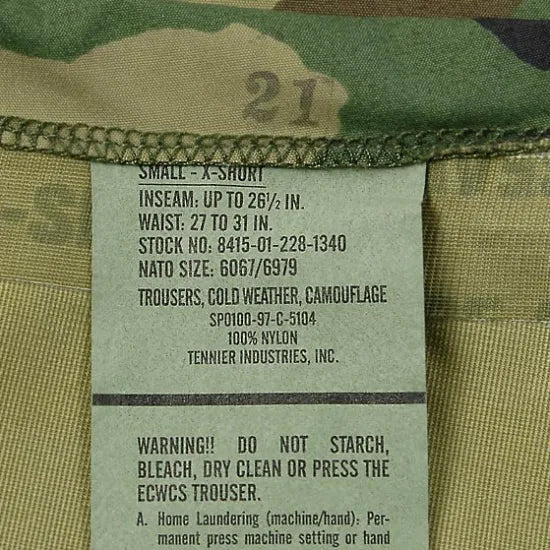 21
SMALL - X-SHORT
INSEAM: UP TO 26½ IN.
WAIST: 27 TO 31 IN.
STOCK NO: 8415-01-228-1340
NATO SIZE: 6067/6979
TROUSERS, COLD WEATHER, CAMOUFLAGE
SPO100-97-C-5104
100% NYLON
TENNIER INDUSTRIES, INC.
WARNING!! DO NOT STARCH,
BLEACH, DRY CLEAN OR PRESS THE
ECWCS TROUSER.
A. Home Laundering (machine/hand): Per-
manent press machine setting or hand